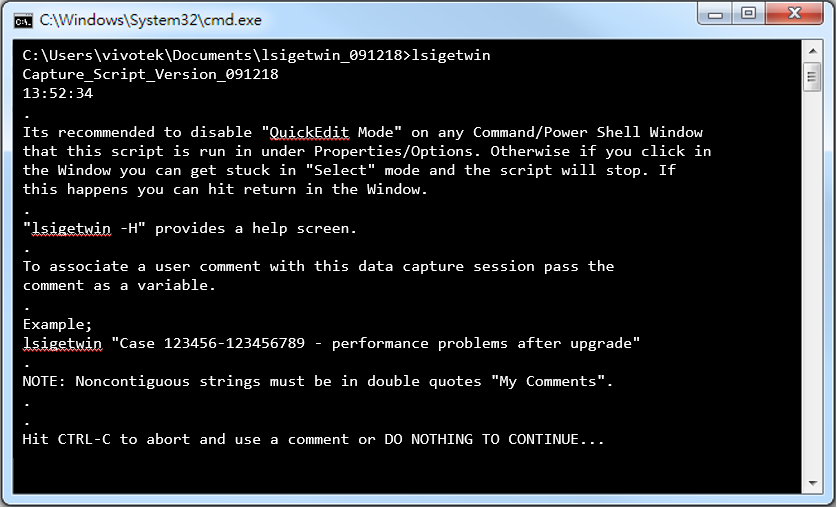 C:\Windows\System32\cmd.exe
C:\Users\vivotek\Documents\lsigetwin_091218>lsigetwin
Capture_Script_Version_091218
13:52:34
.
Its recommended to disable "QuickEdit Mode" on any Command/Power Shell Window
that this script is run in under Properties/Options. Otherwise if you click in
the Window you can get stuck in "Select" mode and the script will stop. If
this happens you can hit return in the Window.
.
"lsigetwin -H" provides a help screen.
.
To associate a user comment with this data capture session pass the
comment as a variable.
.
Example;
lsigetwin "Case 123456-123456789 - performance problems after upgrade"
.
NOTE: Noncontiguous strings must be in double quotes "My Comments".
.
.
Hit CTRL-C to abort and use a comment or DO NOTHING TO CONTINUE...